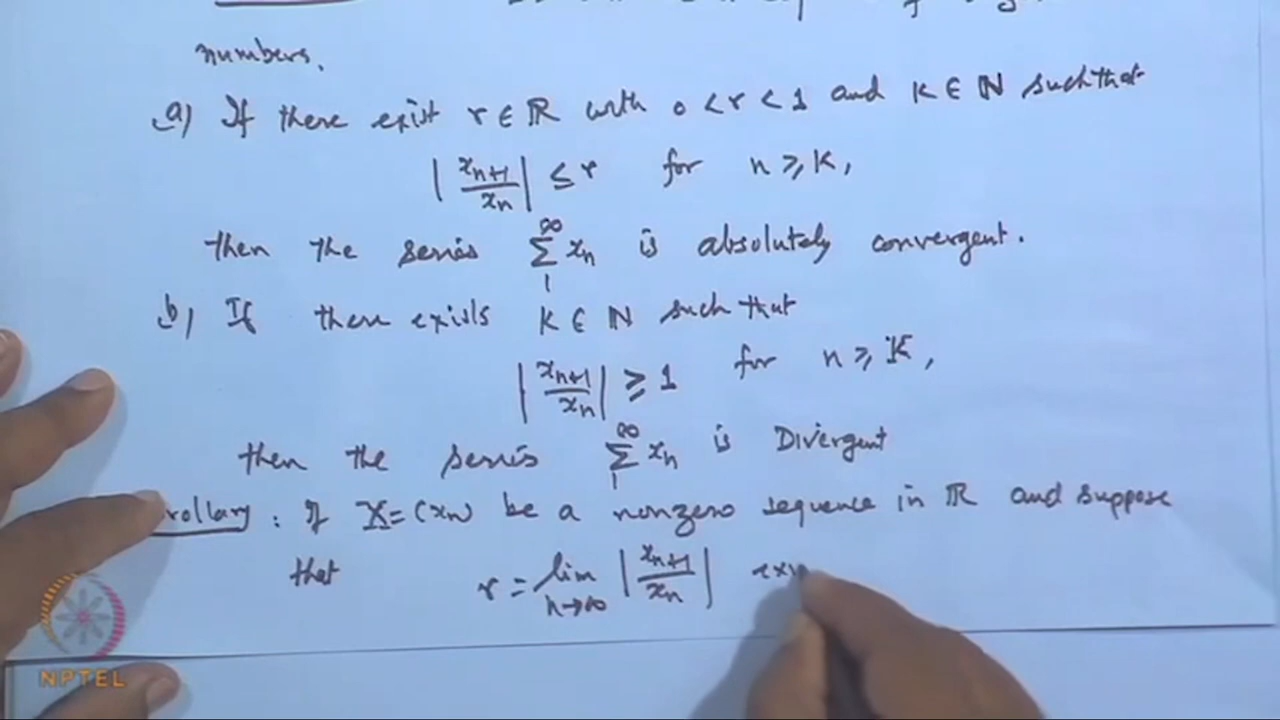 numbers.
a) If there exist r ∈ ℝ with 0 < r < 1 and K ∈ ℕ such that
| x_{n+1} / x_n | ≤ r for n ≥ K,
then the series ∑_{1}^{∞} x_n is absolutely convergent.
b) If there exists K ∈ ℕ such that
| x_{n+1} / x_n | ≥ 1 for n ≥ K,
then the series ∑_{1}^{∞} x_n is Divergent
rollary : If X = (x_n) be a nonzero sequence in ℝ and suppose
that r = lim_{n→∞} | x_{n+1} / x_n |
NPTEL